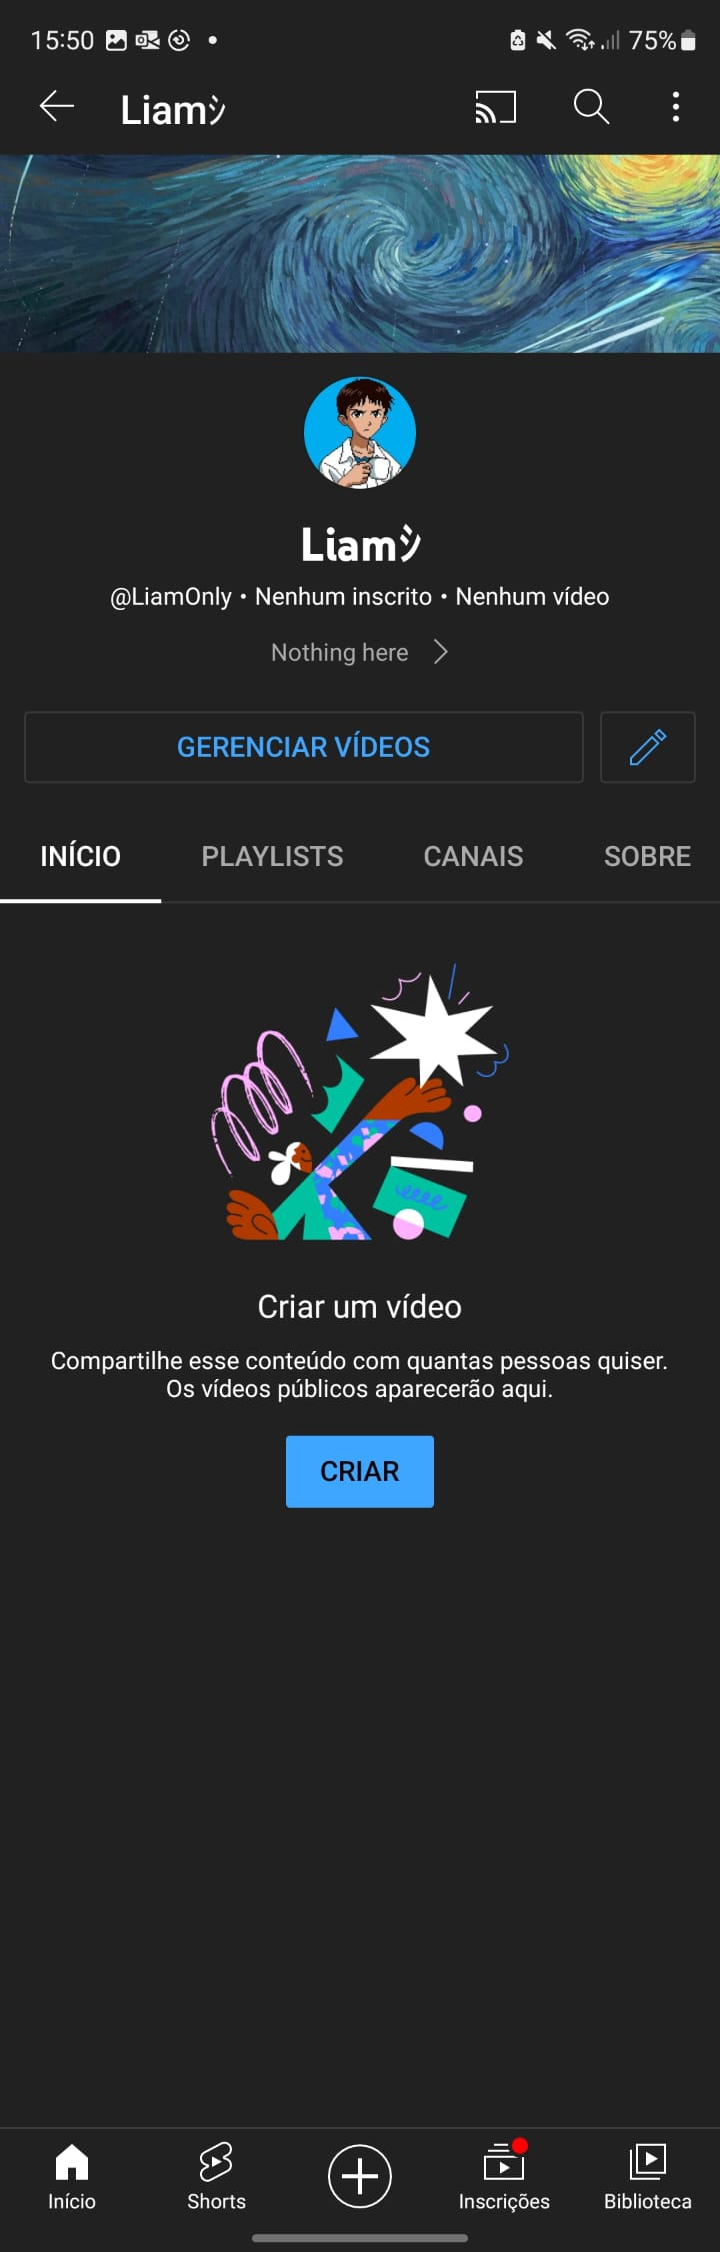 15:50
75%
Liamシ
Liamシ
@LiamOnly • Nenhum inscrito • Nenhum vídeo
Nothing here
GERENCIAR VÍDEOS
INÍCIO PLAYLISTS CANAIS SOBRE
Criar um vídeo
Compartilhe esse conteúdo com quantas pessoas quiser.
Os vídeos públicos aparecerão aqui.
CRIAR
Início Shorts Inscrições Biblioteca